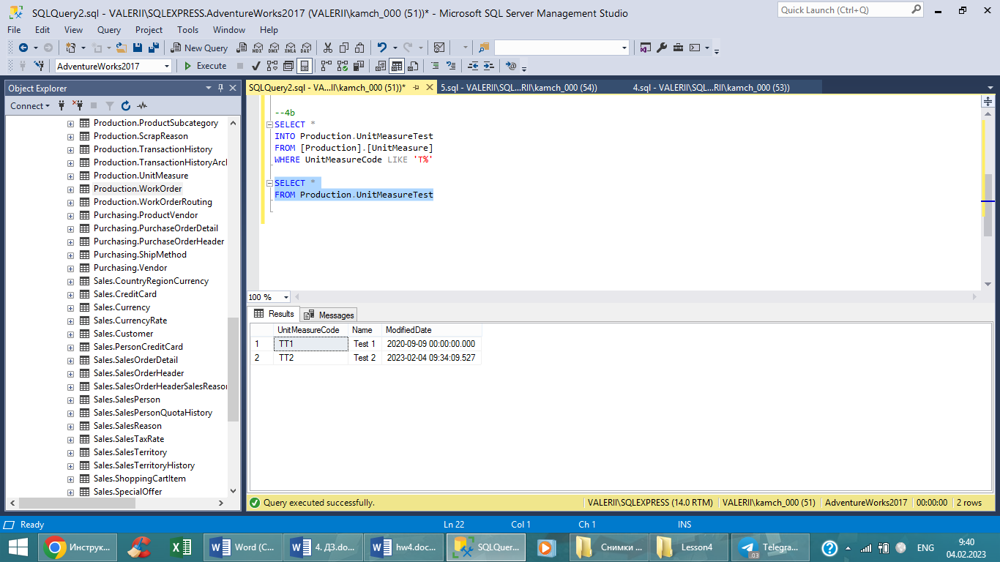 SQLQuery2.sql - VALERII\SQLEXPRESS.AdventureWorks2017 (VALERII\kamch_000 (51))* - Microsoft SQL Server Management Studio
Quick Launch (Ctrl+Q)
File Edit View Query Project Tools Window Help
New Query MDX DMX XMLA DAX
AdventureWorks2017 Execute
Object Explorer
SQLQuery2.sql - VA...II\kamch_000 (51))* 5.sql - VALERII\SQL...RII\kamch_000 (54)) 4.sql - VALERII\SQL...RII\kamch_000 (53))
Connect
Production.ProductSubcategory
Production.ScrapReason
Production.TransactionHistory
Production.TransactionHistoryArcl
Production.UnitMeasure
Production.WorkOrder
Production.WorkOrderRouting
Purchasing.ProductVendor
Purchasing.PurchaseOrderDetail
Purchasing.PurchaseOrderHeader
Purchasing.ShipMethod
Purchasing.Vendor
Sales.CountryRegionCurrency
Sales.CreditCard
Sales.Currency
Sales.CurrencyRate
Sales.Customer
Sales.PersonCreditCard
Sales.SalesOrderDetail
Sales.SalesOrderHeader
Sales.SalesOrderHeaderSalesReason
Sales.SalesPerson
Sales.SalesPersonQuotaHistory
Sales.SalesReason
Sales.SalesTaxRate
Sales.SalesTerritory
Sales.SalesTerritoryHistory
Sales.ShoppingCartItem
Sales.SpecialOffer
--4b
SELECT *
INTO Production.UnitMeasureTest
FROM [Production].[UnitMeasure]
WHERE UnitMeasureCode LIKE 'T%'
SELECT *
FROM Production.UnitMeasureTest
100 %
Results Messages
UnitMeasureCode Name ModifiedDate
1 TT1 Test 1 2020-09-09 00:00:00.000
2 TT2 Test 2 2023-02-04 09:34:09.527
Query executed successfully. VALERII\SQLEXPRESS (14.0 RTM) VALERII\kamch_000 (51) AdventureWorks2017 00:00:00 2 rows
Ready Ln 22 Col 1 Ch 1 INS
Инструк... Word (C... 4. ДЗ.do... hw4.doc... SQLQuer... Снимки ... Lesson4 Telegra... ..03 ENG 9:40
04.02.2023